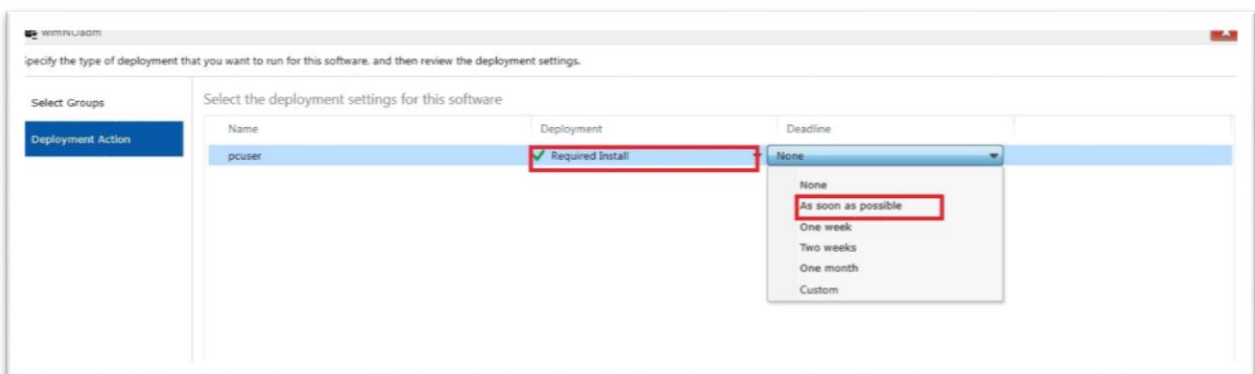 pecify the type of deployment that you want to run for this software, and then review the deployment settings.
Select Groups
Deployment Action
Select the deployment settings for this software
Name Deployment Deadline
pcuser Required Install None
None
As soon as possible
One week
Two weeks
One month
Custom